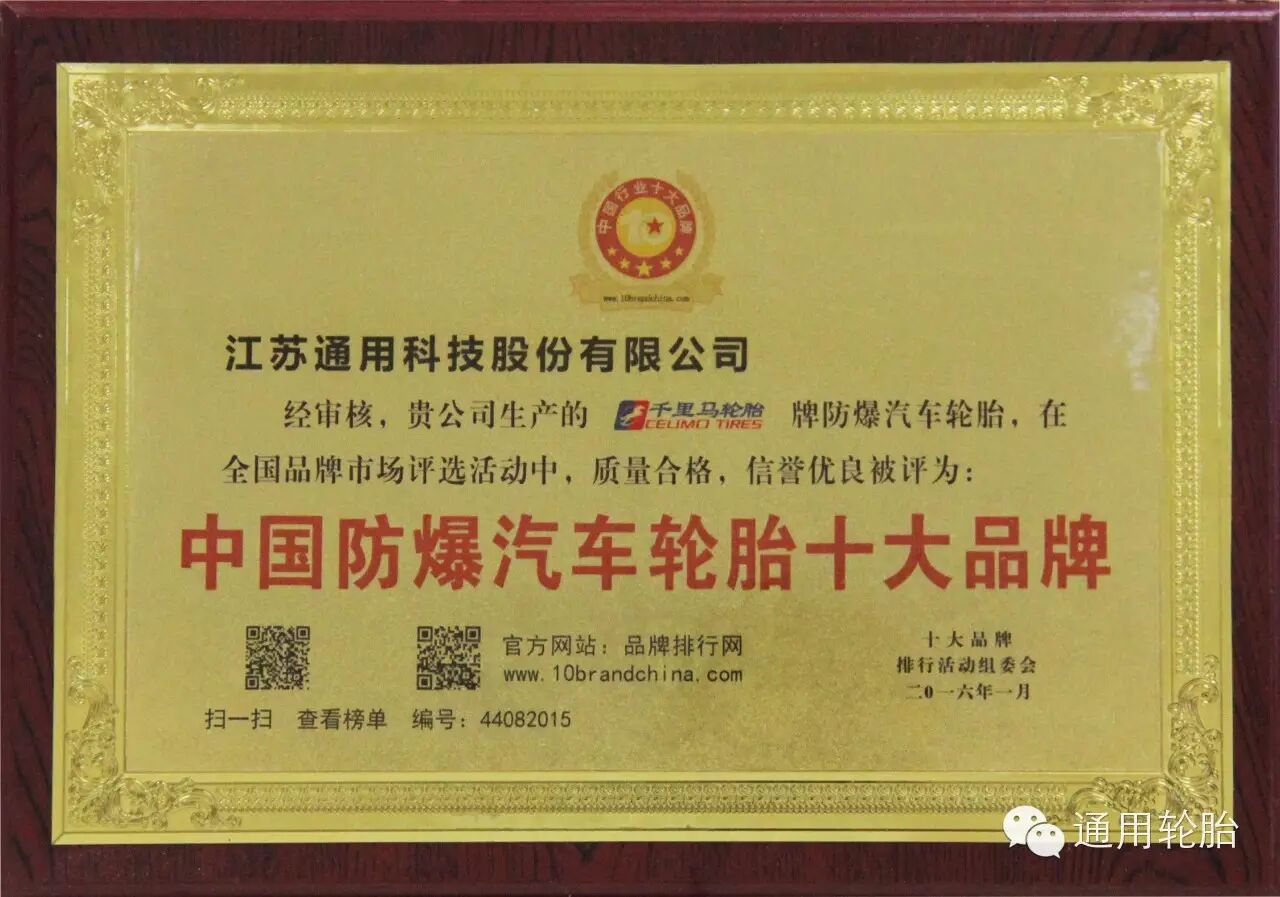 中国行业十大品牌
www.10brandchina.com
江苏通用科技股份有限公司
经审核，贵公司生产的 千里马轮胎 CELIMO TIRES 牌防爆汽车轮胎，在
全国品牌市场评选活动中，质量合格，信誉优良被评为：
中国防爆汽车轮胎十大品牌
官方网站：品牌排行网
www.10brandchina.com
扫一扫 查看榜单 编号：44082015
十大品牌
排行活动组委会
二0一六年一月
通用轮胎